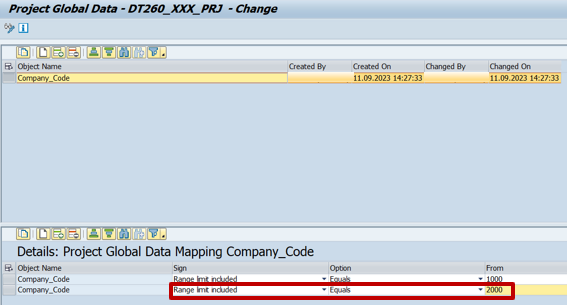 Project Global Data - DT260_XXX_PRJ - Change
Object Name Created By Created On Changed By Changed On
Company_Code 11.09.2023 14:27:33 11.09.2023 14:27:33
Details: Project Global Data Mapping Company_Code
Object Name Sign Option From
Company_Code Range limit included Equals 1000
Company_Code Range limit included Equals 2000